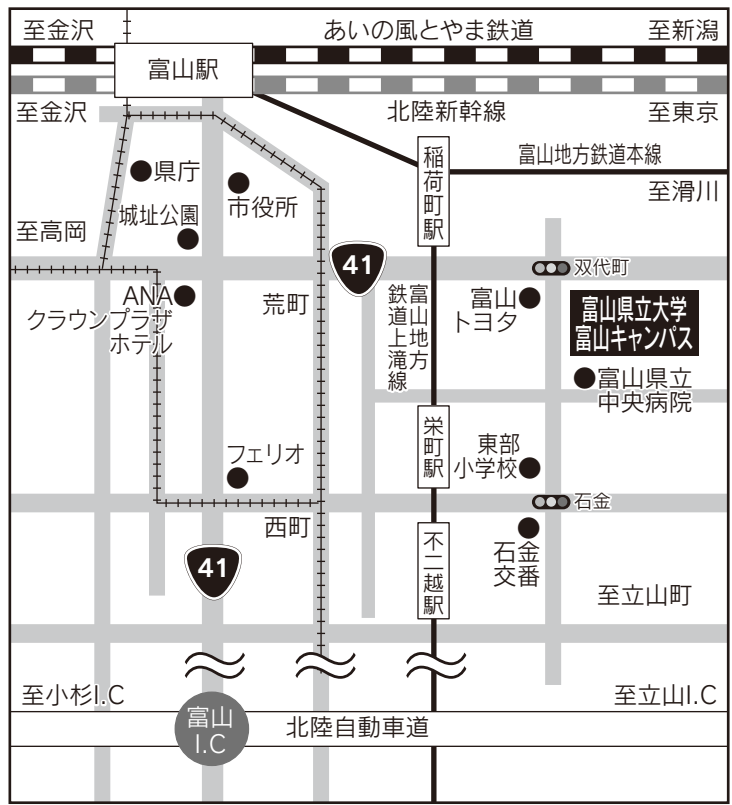 至金沢
あいの風とやま鉄道
至新潟
富山駅
至金沢
北陸新幹線
至東京
稲荷町駅
富山地方鉄道本線
至滑川
県庁
市役所
城址公園
至高岡
41
双代町
ANA
クラウンプラザ
ホテル
荒町
富山地方
鉄道上滝線
富山
トヨタ
富山県立大学
富山キャンパス
富山県立
中央病院
栄町駅
東部
小学校
フェリオ
石金
西町
不二越駅
石金
交番
41
至立山町
至小杉I.C
至立山I.C
富山
I.C
北陸自動車道